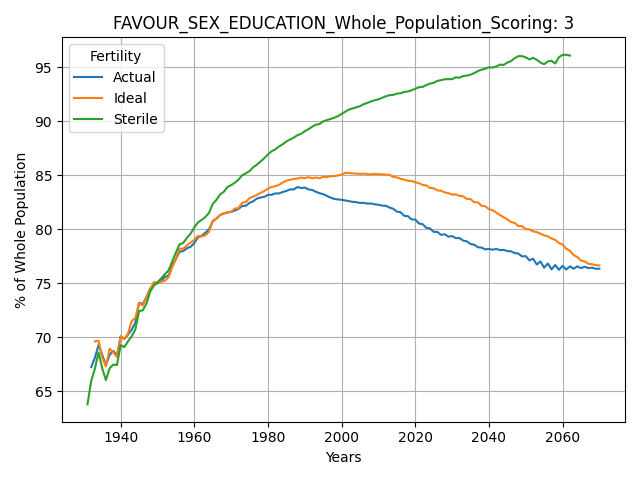 FAVOUR_SEX_EDUCATION_Whole_Population_Scoring: 3
Fertility
Actual
Ideal
Sterile
% of Whole Population
95
90
85
80
75
70
65
1940
1960
1980
2000
2020
2040
2060
Years